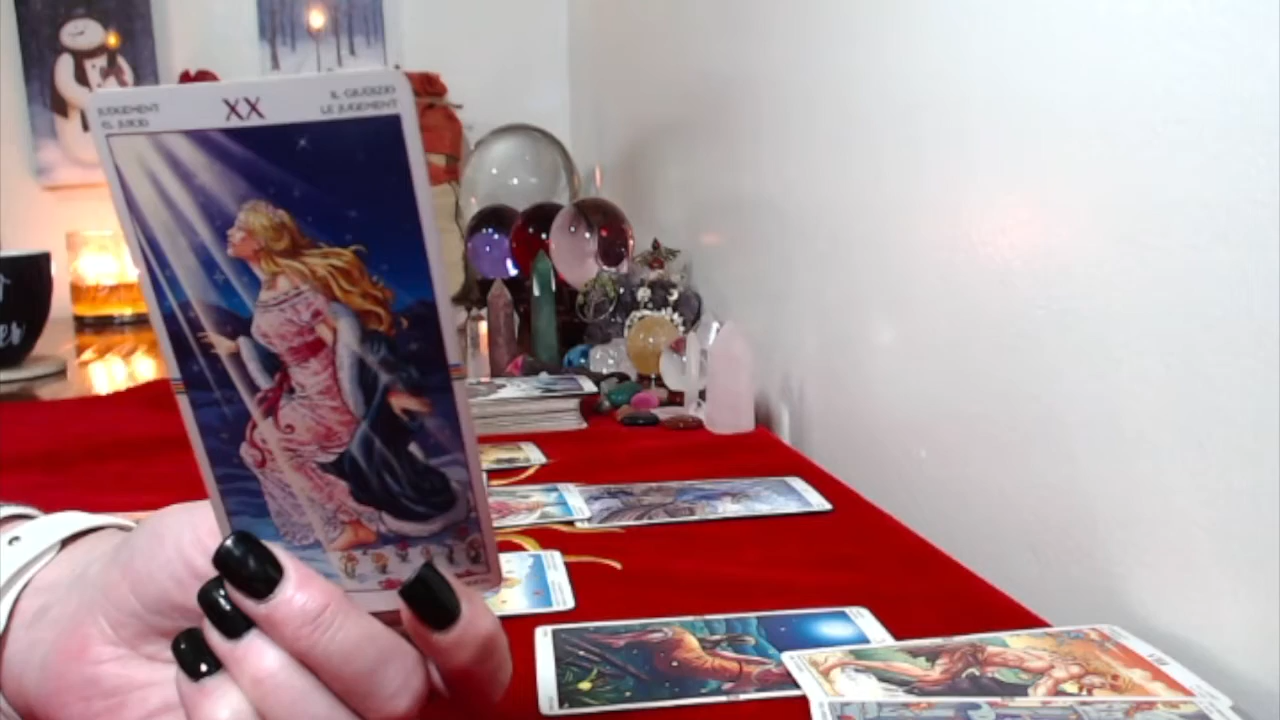 JUDGEMENT
EL JUICIO
XX
IL GIUDIZIO
LE JUGEMENT